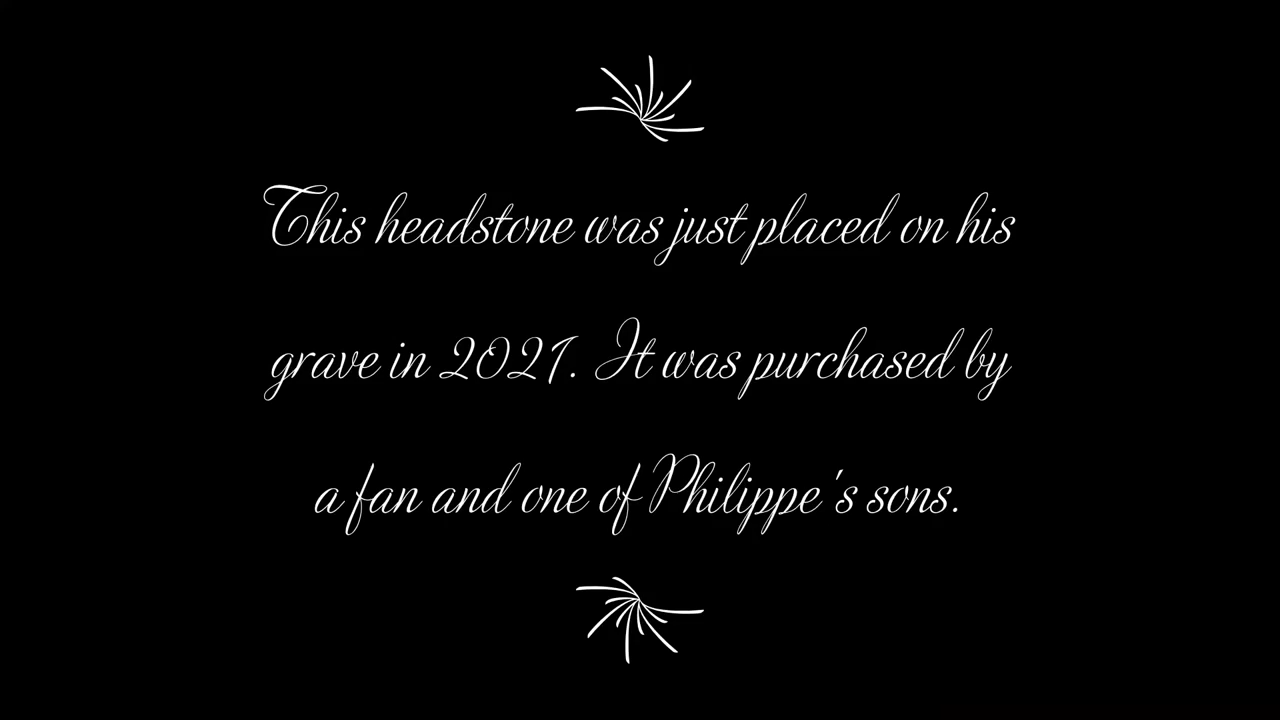 This headstone was just placed on his
grave in 2021. It was purchased by
a fan and one of Philippe's sons.